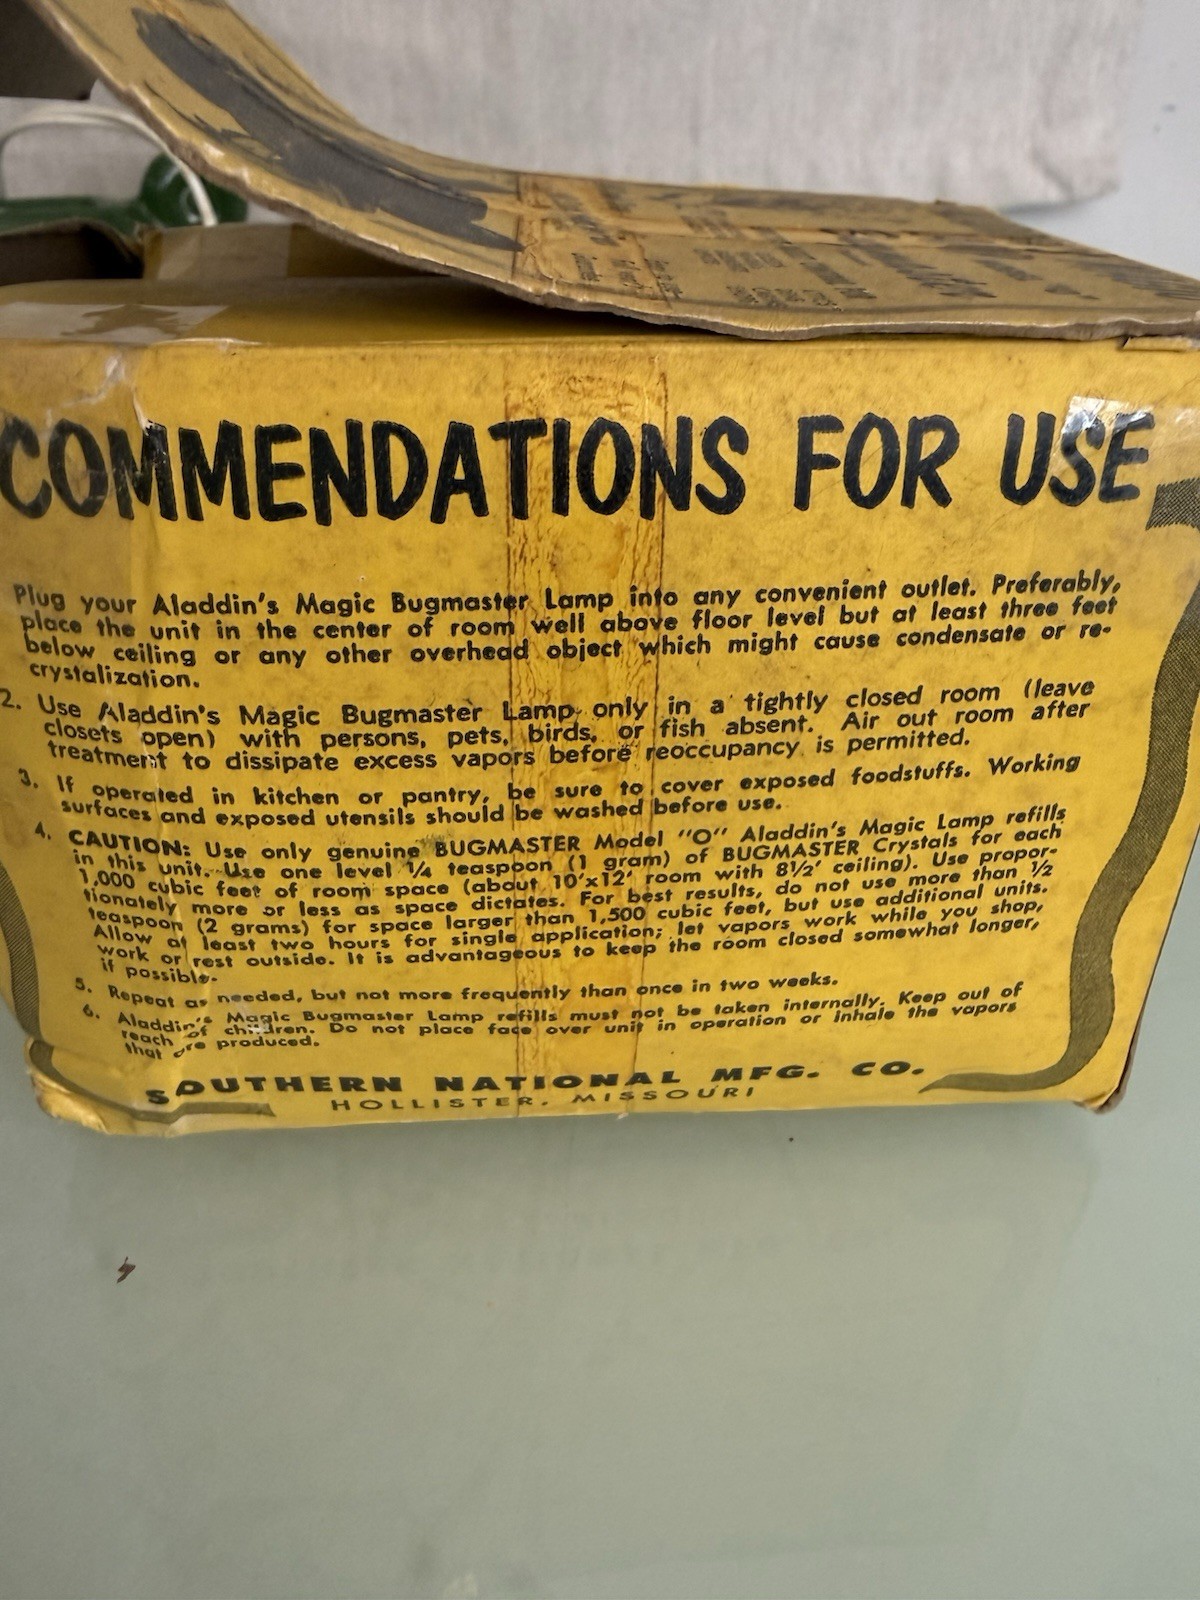 COMMENDATIONS FOR USE
Plug your Aladdin's Magic Bugmaster Lamp into any convenient outlet. Preferably,
place the unit in the center of room well above floor level but at least three feet
below ceiling or any other overhead object which might cause condensate or re-
crystalization.
2. Use Aladdin's Magic Bugmaster Lamp only in a tightly closed room (leave
closets open) with persons, pets, birds, or fish absent. Air out room after
treatment to dissipate excess vapors before reoccupancy is permitted.
3. If operated in kitchen or pantry, be sure to cover exposed foodstuffs. Working
surfaces and exposed utensils should be washed before use.
4. CAUTION: Use only genuine BUGMASTER Model "O" Aladdin's Magic Lamp refills
in this unit. Use one level ¼ teaspoon (1 gram) of BUGMASTER Crystals for each
1,000 cubic feet of room space (about 10'x12' room with 8½' ceiling). Use propor-
tionately more or less as space dictates. For best results, do not use more than ½
teaspoon (2 grams) for space larger than 1,500 cubic feet, but use additional units.
Allow at least two hours for single application; let vapors work while you shop,
work or rest outside. It is advantageous to keep the room closed somewhat longer,
if possible.
5. Repeat as needed, but not more frequently than once in two weeks.
6. Aladdin's Magic Bugmaster Lamp refills must not be taken internally. Keep out of
reach of children. Do not place face over unit in operation or inhale the vapors
that are produced.
SOUTHERN NATIONAL MFG. CO.
HOLLISTER, MISSOURI